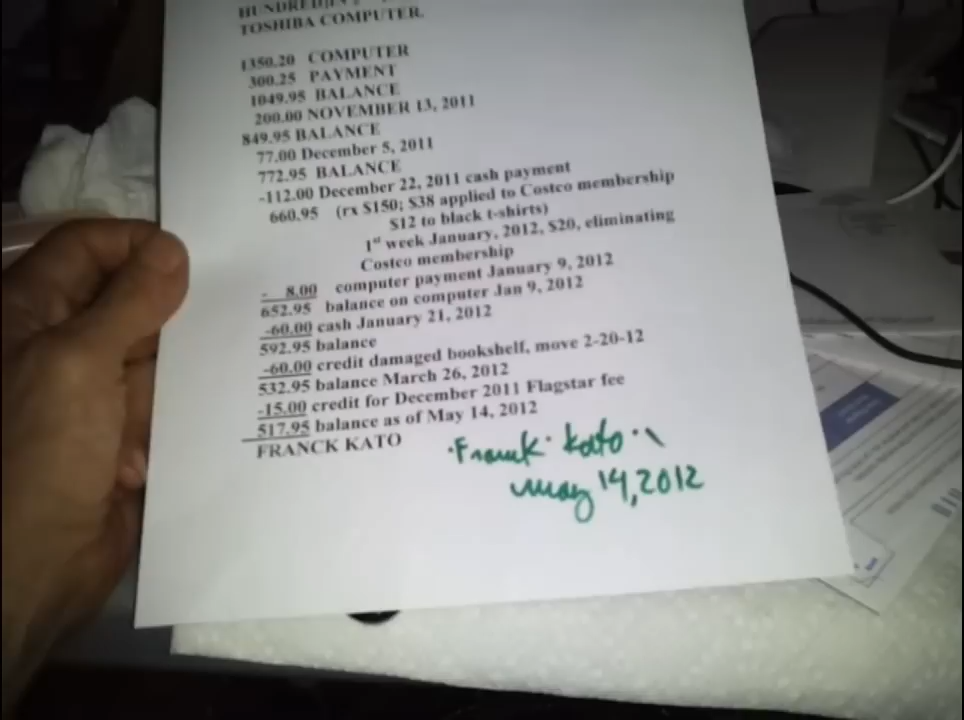 HUNDRED
TOSHIBA COMPUTER.
1350.20 COMPUTER
300.25 PAYMENT
1049.95 BALANCE
200.00 NOVEMBER 13, 2011
849.95 BALANCE
77.00 December 5, 2011
772.95 BALANCE
-112.00 December 22, 2011 cash payment
660.95 (rx $150; $38 applied to Costco membership
$12 to black t-shirts)
1st week January, 2012, $20, eliminating
Costco membership
- 8.00 computer payment January 9, 2012
652.95 balance on computer Jan 9, 2012
-60.00 cash January 21, 2012
592.95 balance
-60.00 credit damaged bookshelf, move 2-20-12
532.95 balance March 26, 2012
-15.00 credit for December 2011 Flagstar fee
517.95 balance as of May 14, 2012
FRANCK KATO
Franck Kato
May 14, 2012